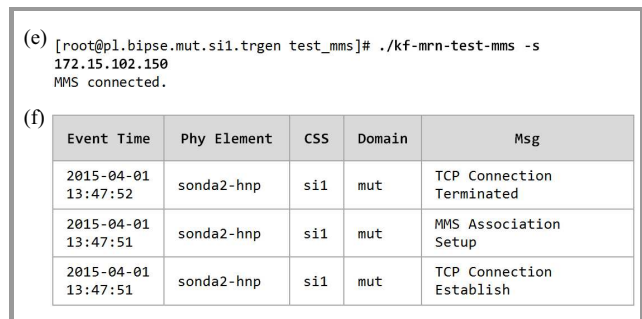 (e) [root@pl.bipse.mut.si1.trgen test_mms]# ./kf-mrn-test-mms -s
172.15.102.150
MMS connected.
(f)
Event Time Phy Element CSS Domain Msg
2015-04-01 13:47:52 sonda2-hnp si1 mut TCP Connection Terminated
2015-04-01 13:47:51 sonda2-hnp si1 mut MMS Association Setup
2015-04-01 13:47:51 sonda2-hnp si1 mut TCP Connection Establish